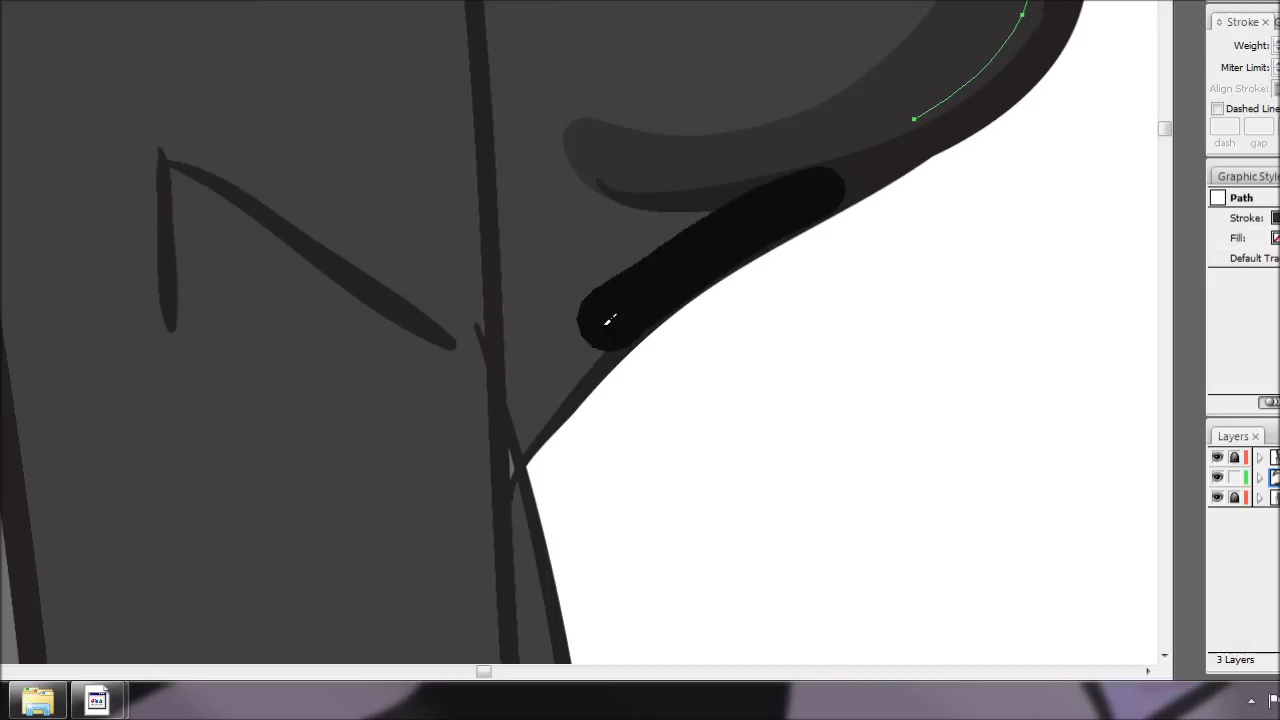 Stroke
Weight:
Miter Limit:
Align Stroke:
Dashed Line
dash gap
Graphic Style
Path
Stroke:
Fill:
Default Tra
Layers
3 Layers